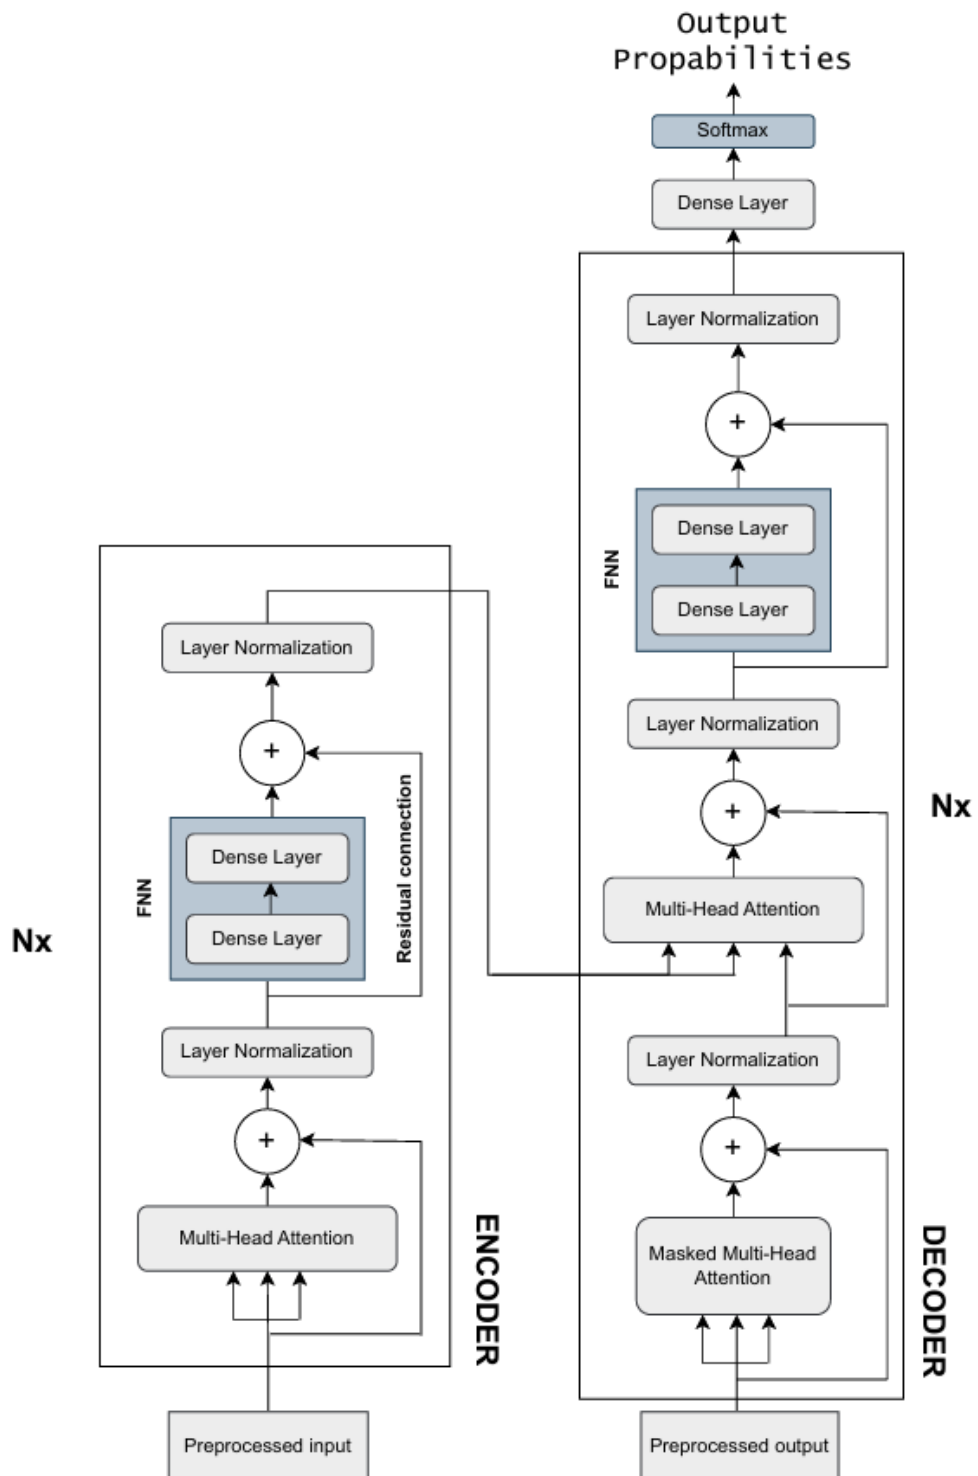 Output
Propabilities
Softmax
Dense Layer
Layer Normalization
+
Dense Layer
Dense Layer
FNN
Layer Normalization
+
Multi-Head Attention
Layer Normalization
+
Masked Multi-Head
Attention
Preprocessed output
DECODER
Nx
Layer Normalization
+
Residual connection
Dense Layer
Dense Layer
FNN
Layer Normalization
+
Multi-Head Attention
Preprocessed input
ENCODER
Nx